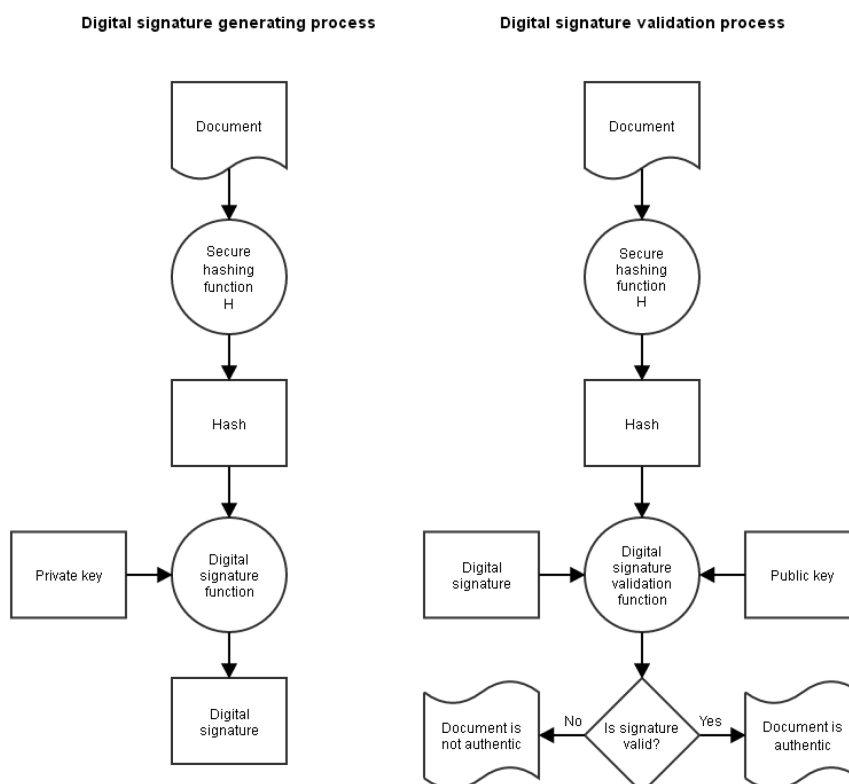 Digital signature generating process
Document
Secure
hashing
function
H
Hash
Private key
Digital
signature
function
Digital
signature
Digital signature validation process
Document
Secure
hashing
function
H
Hash
Digital
signature
Digital
signature
validation
function
Public key
Document is
not authentic
No
Is signature
valid?
Yes
Document is
authentic